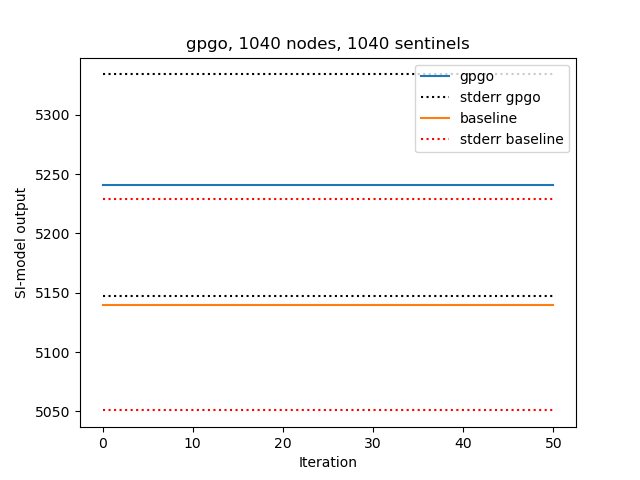 gpgo, 1040 nodes, 1040 sentinels
gpgo
stderr gpgo
baseline
stderr baseline
SI-model output
5300
5250
5200
5150
5100
5050
0 10 20 30 40 50
Iteration